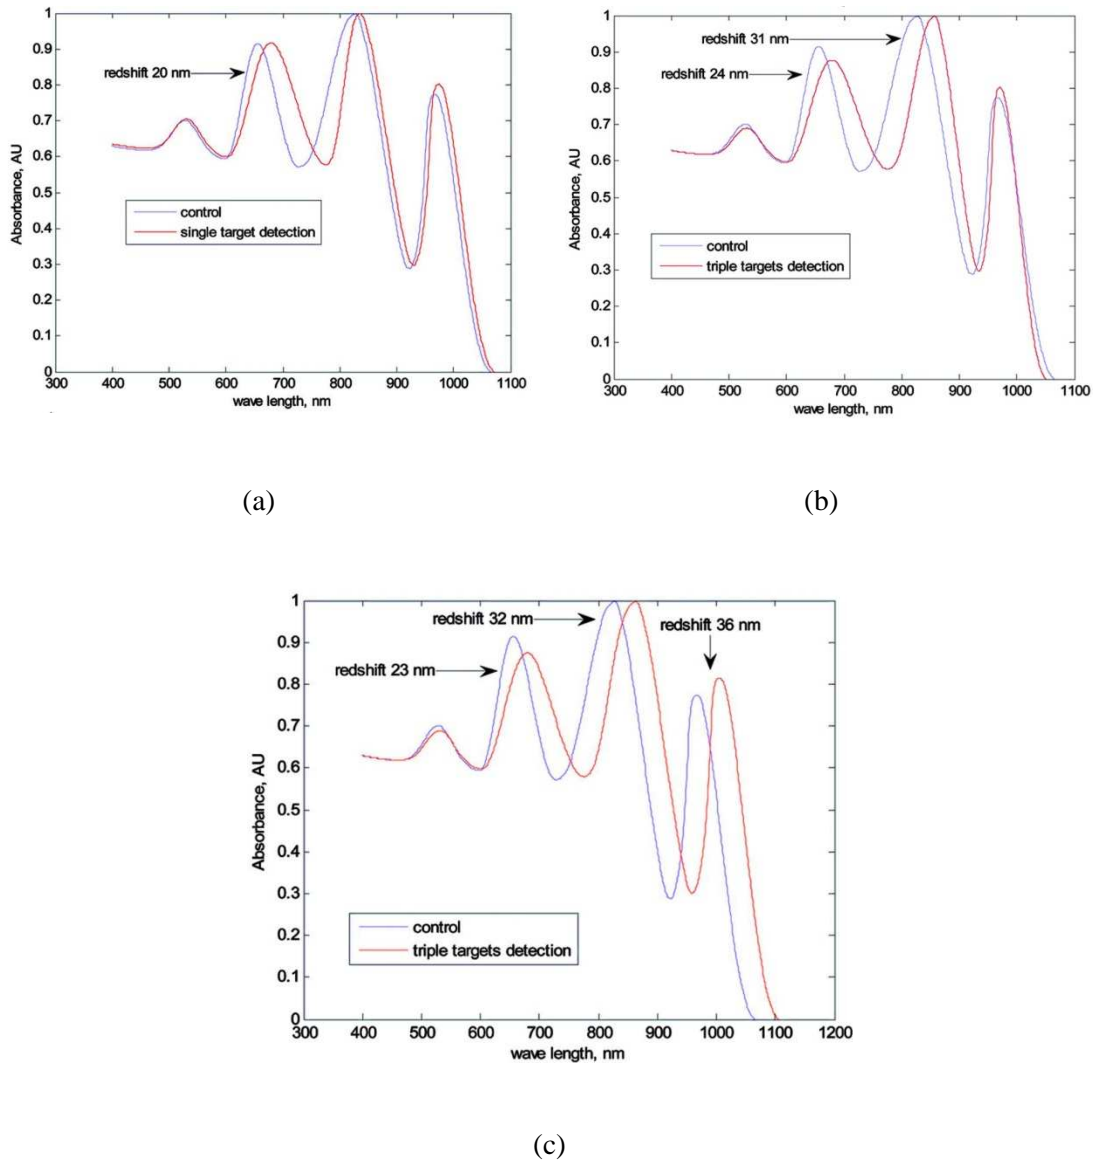 1
0.9
0.8
0.7
0.6
0.5
0.4
0.3
0.2
0.1
0
Absorbance, AU
redshift 20 nm
control
single target detection
300 400 500 600 700 800 900 1000 1100
wave length, nm
(a)
1
0.9
0.8
0.7
0.6
0.5
0.4
0.3
0.2
0.1
0
Absorbance, AU
redshift 31 nm
redshift 24 nm
control
triple targets detection
300 400 500 600 700 800 900 1000 1100
wave length, nm
(b)
1
0.9
0.8
0.7
0.6
0.5
0.4
0.3
0.2
0.1
0
Absorbance, AU
redshift 32 nm
redshift 36 nm
redshift 23 nm
control
triple targets detection
300 400 500 600 700 800 900 1000 1100 1200
wave length, nm
(c)